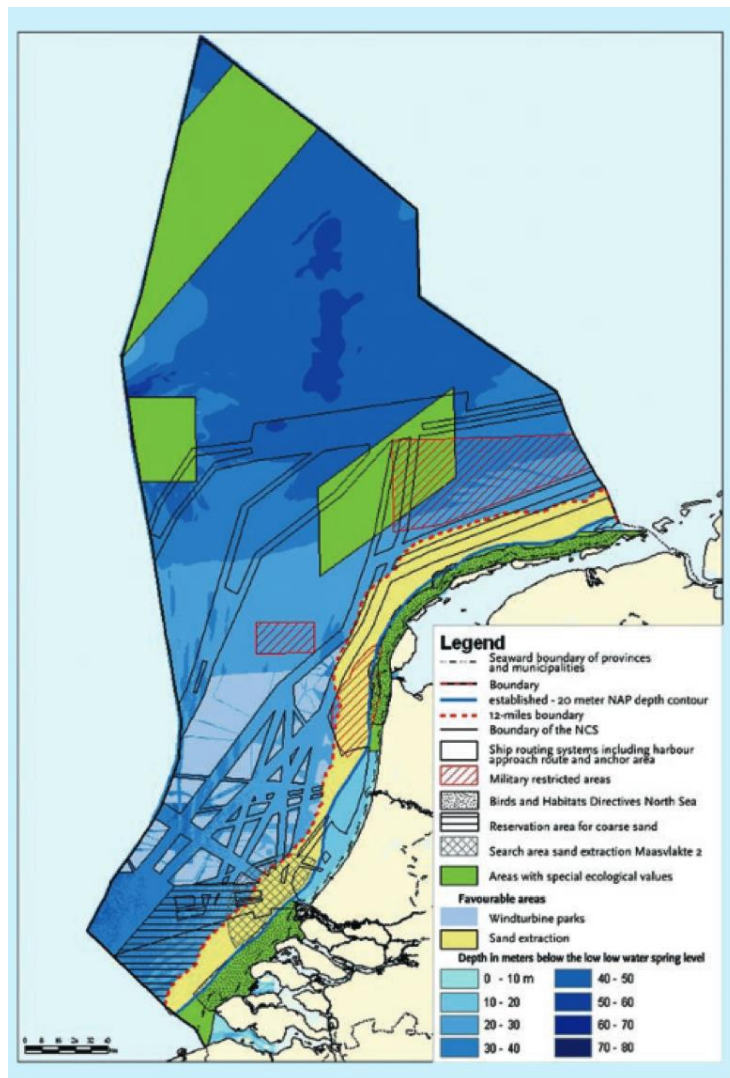 Legend
Seaward boundary of provinces
and municipalities
Boundary
established - 20 meter NAP depth contour
12-miles boundary
Boundary of the NCS
Ship routing systems including harbour
approach route and anchor area
Military restricted areas
Birds and Habitats Directives North Sea
Reservation area for coarse sand
Search area sand extraction Maasvlakte 2
Areas with special ecological values
Favourable areas
Windturbine parks
Sand extraction
Depth in meters below the low low water spring level
0 - 10 m
10 - 20
20 - 30
30 - 40
40 - 50
50 - 60
60 - 70
70 - 80